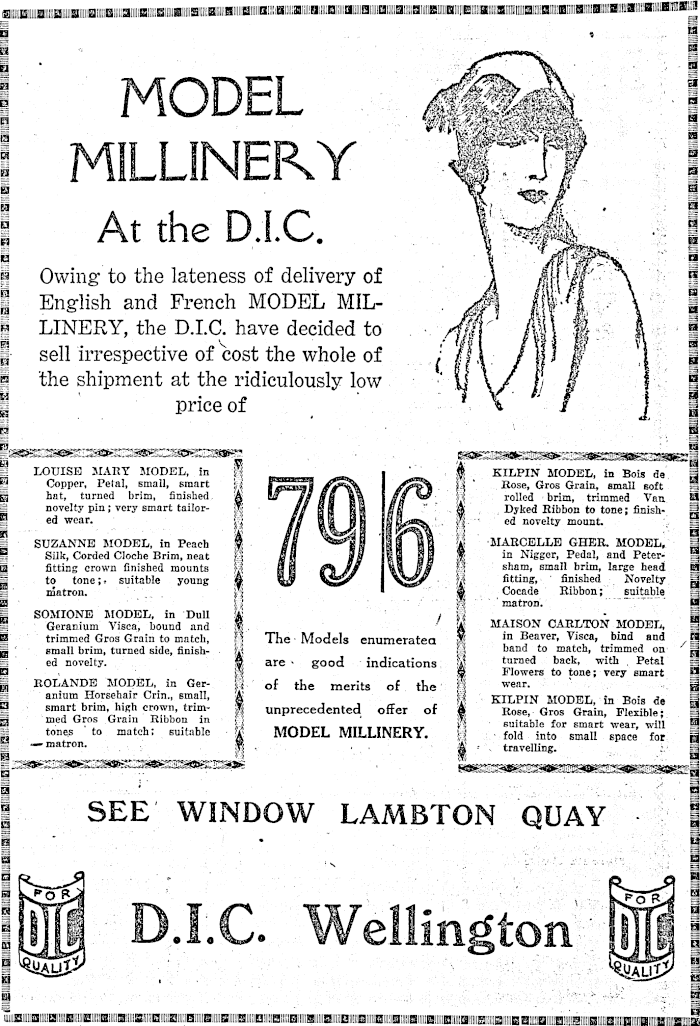 MODEL
MILLINERY
At the D.I.C.
Owing to the lateness of delivery of
English and French MODEL MIL-
LINERY, the D.I.C. have decided to
sell irrespective of cost the whole of
the shipment at the ridiculously low
price of
LOUISE MARY MODEL, in
Copper, Petal, small, smart
hat, turned brim, finished
novelty pin; very smart tailor-
ed wear.
SUZANNE MODEL, in Peach
Silk, Corded Cloche Brim, neat
fitting crown finished mounts
to tone; suitable young
matron.
SOMIONE MODEL, in Dull
Geranium Visca, bound and
trimmed Gros Grain to match,
small brim, turned side, finish-
ed novelty.
ROLANDE MODEL, in Ger-
anium Horsehair Crin., small,
smart brim, high crown, trim-
med Gros Grain Ribbon in
tones to match; suitable
matron.
79/6
The Models enumerated
are good indications
of the merits of the
unprecedented offer of
MODEL MILLINERY.
KILPIN MODEL, in Bois de
Rose, Gros Grain, small soft
rolled brim, trimmed Van
Dyked Ribbon to tone; finish-
ed novelty mount.
MARCELLE GHER. MODEL,
in Nigger, Pedal, and Peter-
sham, small brim, large head
fitting, finished Novelty
Cocade Ribbon; suitable
matron.
MAISON CARLTON MODEL,
in Beaver, Visca, bind and
band to match, trimmed on
turned back, with Petal
Flowers to tone; very smart
wear.
KILPIN MODEL, in Bois de
Rose, Gros Grain, Flexible;
suitable for smart wear, will
fold into small space for
travelling.
SEE WINDOW LAMBTON QUAY
FOR
DIC
QUALITY
D.I.C. Wellington
FOR
DIC
QUALITY